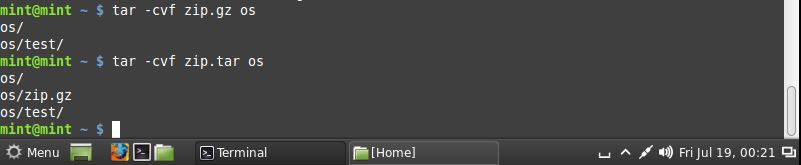 mint@mint ~ $ tar -cvf zip.gz os
os/
os/test/
mint@mint ~ $ tar -cvf zip.tar os
os/
os/zip.gz
os/test/
mint@mint ~ $
Menu Terminal [Home] Fri Jul 19, 00:21